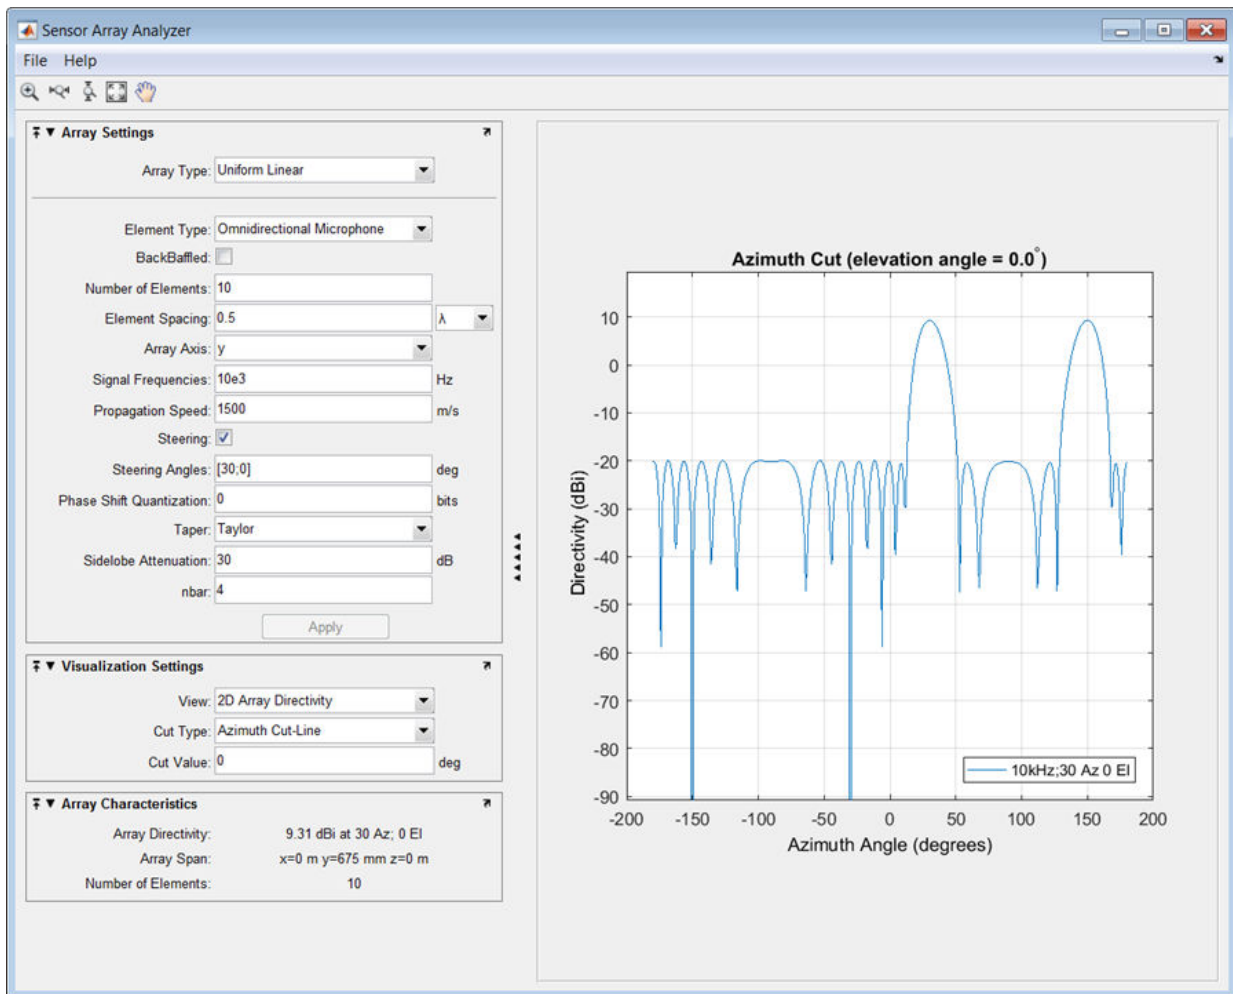 Sensor Array Analyzer
File Help
Array Settings
Array Type: Uniform Linear
Element Type: Omnidirectional Microphone
BackBaffled:
Number of Elements: 10
Element Spacing: 0.5 λ
Array Axis: y
Signal Frequencies: 10e3 Hz
Propagation Speed: 1500 m/s
Steering:
Steering Angles: [30;0] deg
Phase Shift Quantization: 0 bits
Taper: Taylor
Sidelobe Attenuation: 30 dB
nbar: 4
Apply
Visualization Settings
View: 2D Array Directivity
Cut Type: Azimuth Cut-Line
Cut Value: 0 deg
Array Characteristics
Array Directivity: 9.31 dBi at 30 Az; 0 El
Array Span: x=0 m y=675 mm z=0 m
Number of Elements: 10
Azimuth Cut (elevation angle = 0.0°)
Directivity (dBi)
10
0
-10
-20
-30
-40
-50
-60
-70
-80
-90
10kHz;30 Az 0 El
-200 -150 -100 -50 0 50 100 150 200
Azimuth Angle (degrees)